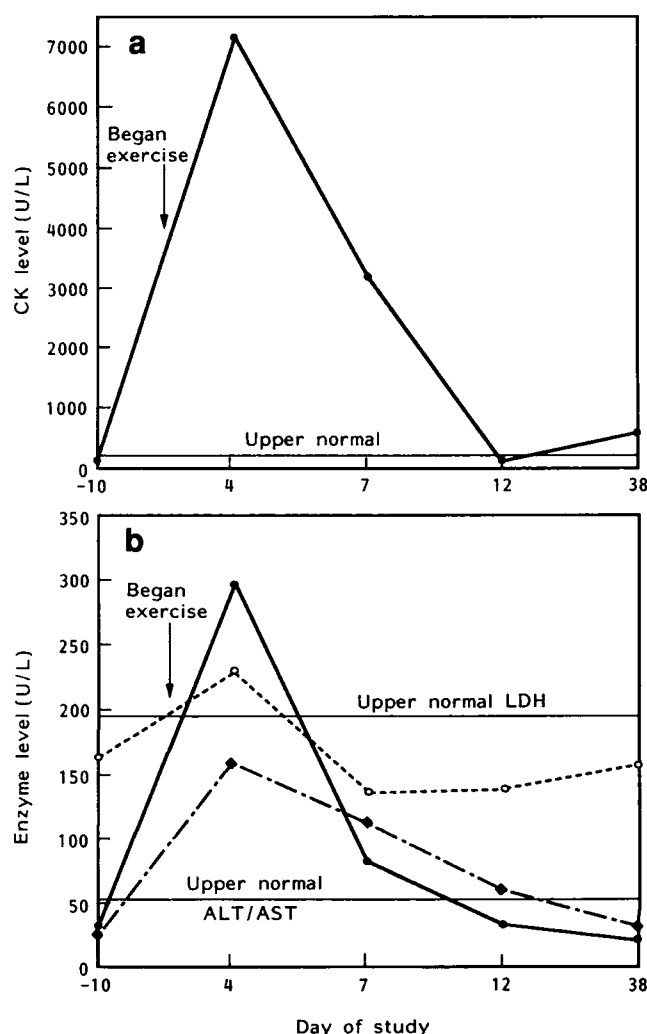 a
7000
6000
5000
4000
3000
2000
1000
0
CK level (U/L)
Began
exercise
Upper normal
-10 4 7 12 38
b
350
300
250
200
150
100
50
0
Enzyme level (U/L)
Began
exercise
Upper normal LDH
Upper normal
ALT/AST
-10 4 7 12 38
Day of study